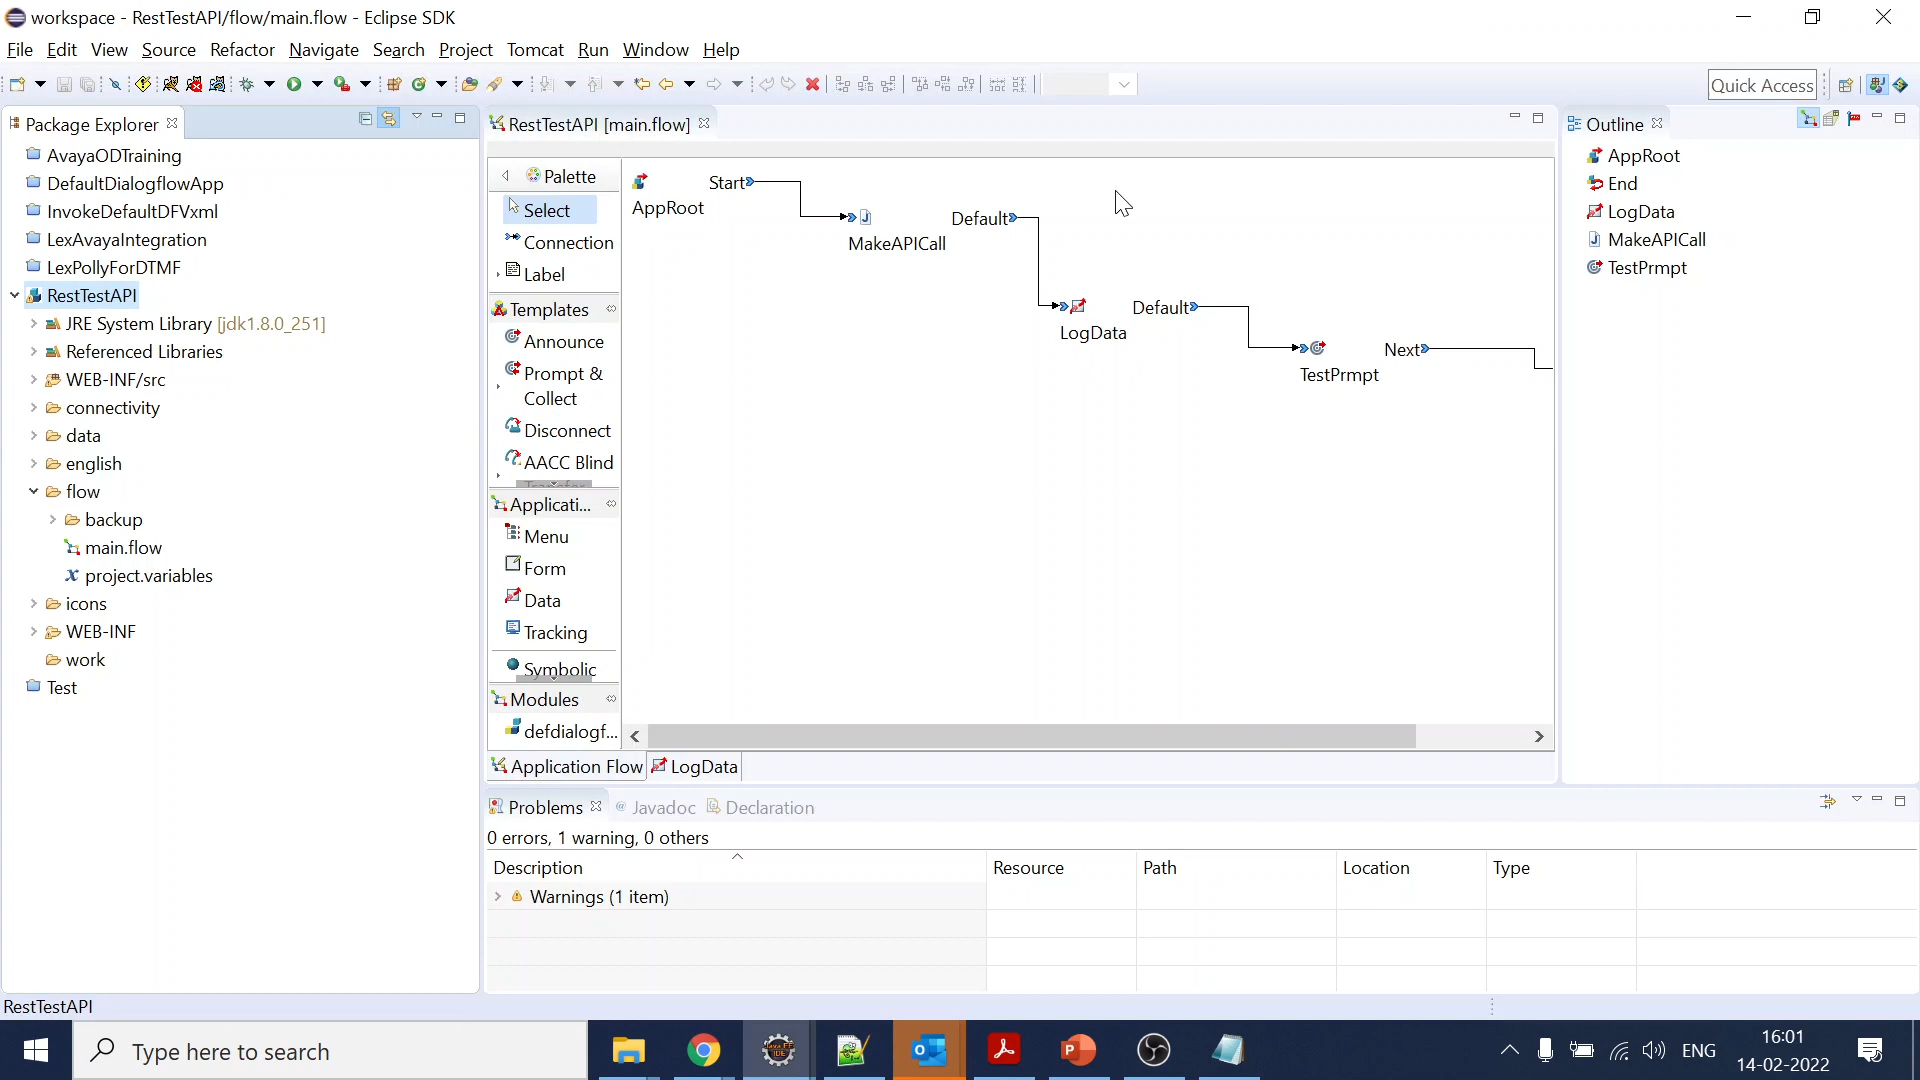 workspace - RestTestAPI/flow/main.flow - Eclipse SDK
File Edit View Source Refactor Navigate Search Project Tomcat Run Window Help
Quick Access
Package Explorer
AvayaODTraining
DefaultDialogflowApp
InvokeDefaultDFVxml
LexAvayaIntegration
LexPollyForDTMF
RestTestAPI
JRE System Library [jdk1.8.0_251]
Referenced Libraries
WEB-INF/src
connectivity
data
english
flow
backup
main.flow
project.variables
icons
WEB-INF
work
Test
RestTestAPI [main.flow]
Palette
Select
Connection
Label
Templates
Announce
Prompt &
Collect
Disconnect
AACC Blind
Transfer
Applicati...
Menu
Form
Data
Tracking
Symbolic
Modules
defdialogf...
AppRoot
Start
MakeAPICall
Default
LogData
Default
TestPrmpt
Next
Application Flow
LogData
Outline
AppRoot
End
LogData
MakeAPICall
TestPrmpt
Problems
@ Javadoc
Declaration
0 errors, 1 warning, 0 others
Description Resource Path Location Type
Warnings (1 item)
RestTestAPI
Type here to search
ENG
16:01
14-02-2022